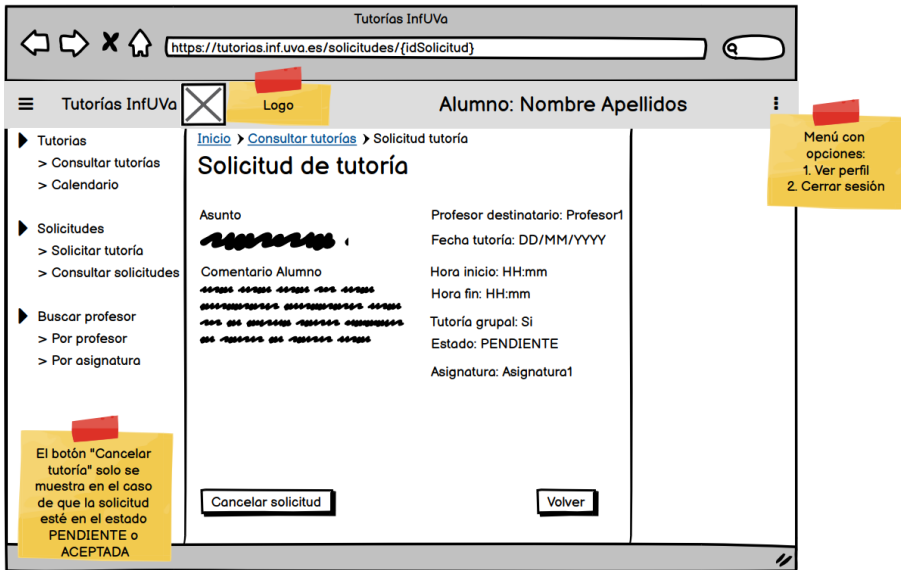 Tutorías InfUVa
https://tutorias.inf.uva.es/solicitudes/{idSolicitud}
Tutorías InfUVa
Logo
Alumno: Nombre Apellidos
Menú con
opciones:
1. Ver perfil
2. Cerrar sesión
Tutorias
> Consultar tutorías
> Calendario
Solicitudes
> Solicitar tutoría
> Consultar solicitudes
Buscar profesor
> Por profesor
> Por asignatura
El botón "Cancelar
tutoría" solo se
muestra en el caso
de que la solicitud
esté en el estado
PENDIENTE o
ACEPTADA
Inicio > Consultar tutorías > Solicitud tutoría
Solicitud de tutoría
Asunto
Comentario Alumno
Profesor destinatario: Profesor1
Fecha tutoría: DD/MM/YYYY
Hora inicio: HH:mm
Hora fin: HH:mm
Tutoría grupal: Si
Estado: PENDIENTE
Asignatura: Asignatura1
Cancelar solicitud
Volver